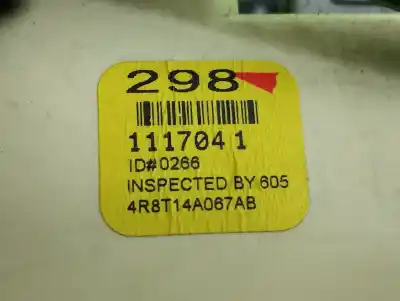 298
1117041
ID#0266
INSPECTED BY 605
4R8T14A067AB